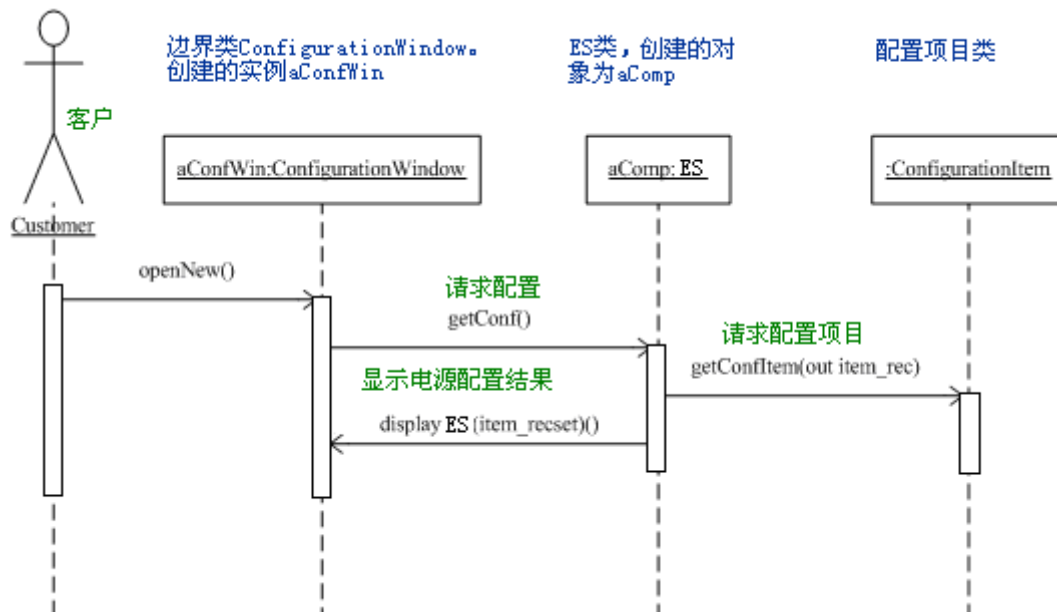 边界类ConfigurationWindow。
创建的实例aConfWin
ES类，创建的对
象为aComp
配置项目类
客户
aConfWin:ConfigurationWindow
aComp: ES
:ConfigurationItem
Customer
openNew()
请求配置
getConf()
请求配置项目
getConfItem(out item_rec)
显示电源配置结果
display ES (item_recset)()